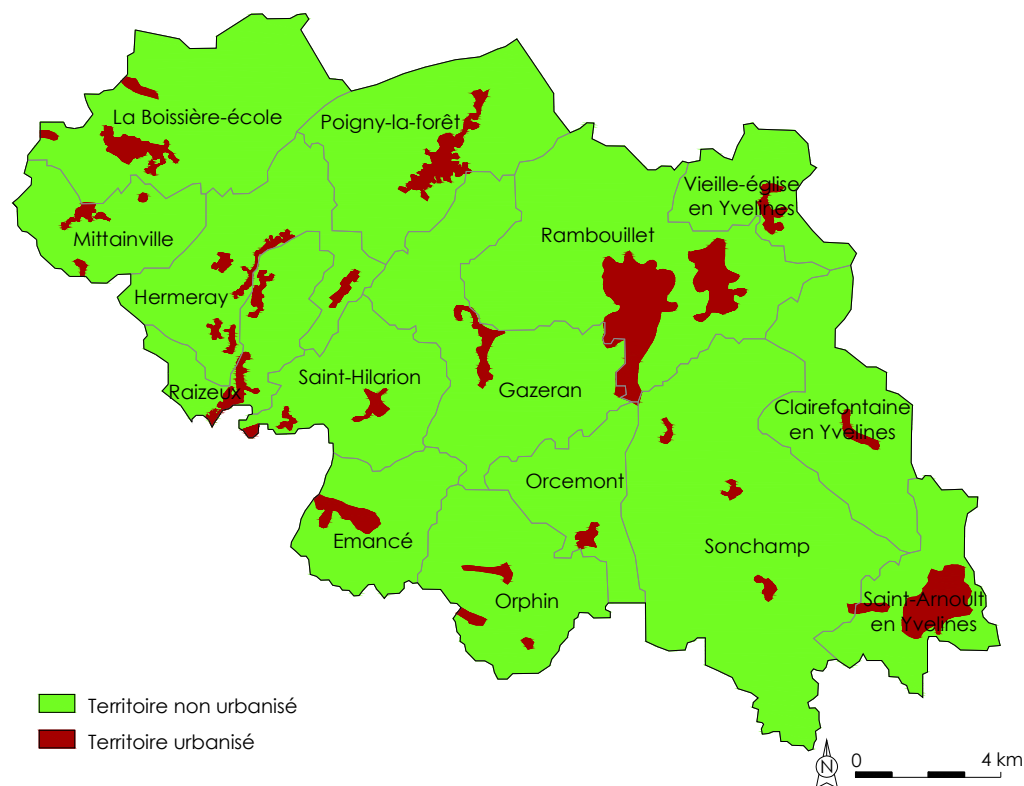 La Boissière-école
Poigny-la-forêt
Vieille-église
en Yvelines
Rambouillet
Mittainville
Hermeray
Raizeux
Saint-Hilarion
Gazeran
Clairefontaine
en Yvelines
Orcemont
Emancé
Sonchamp
Orphin
Saint-Arnoult
en Yvelines
Territoire non urbanisé
Territoire urbanisé
N
0 4 km